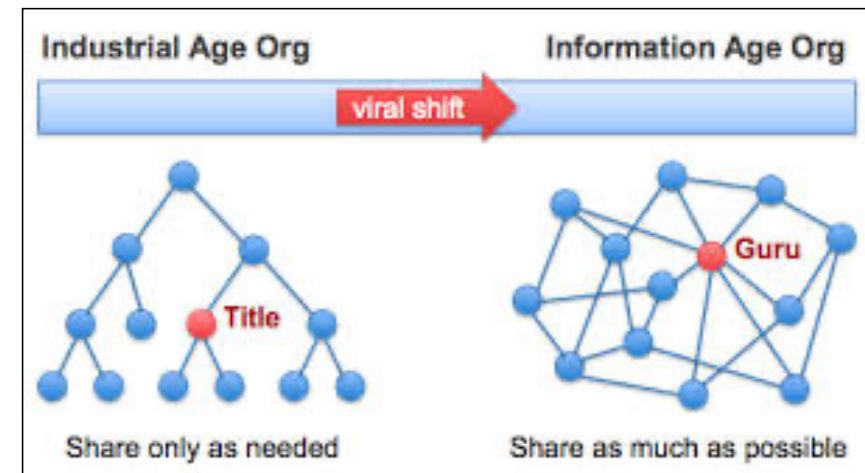 Industrial Age Org
Information Age Org
viral shift
Title
Guru
Share only as needed
Share as much as possible